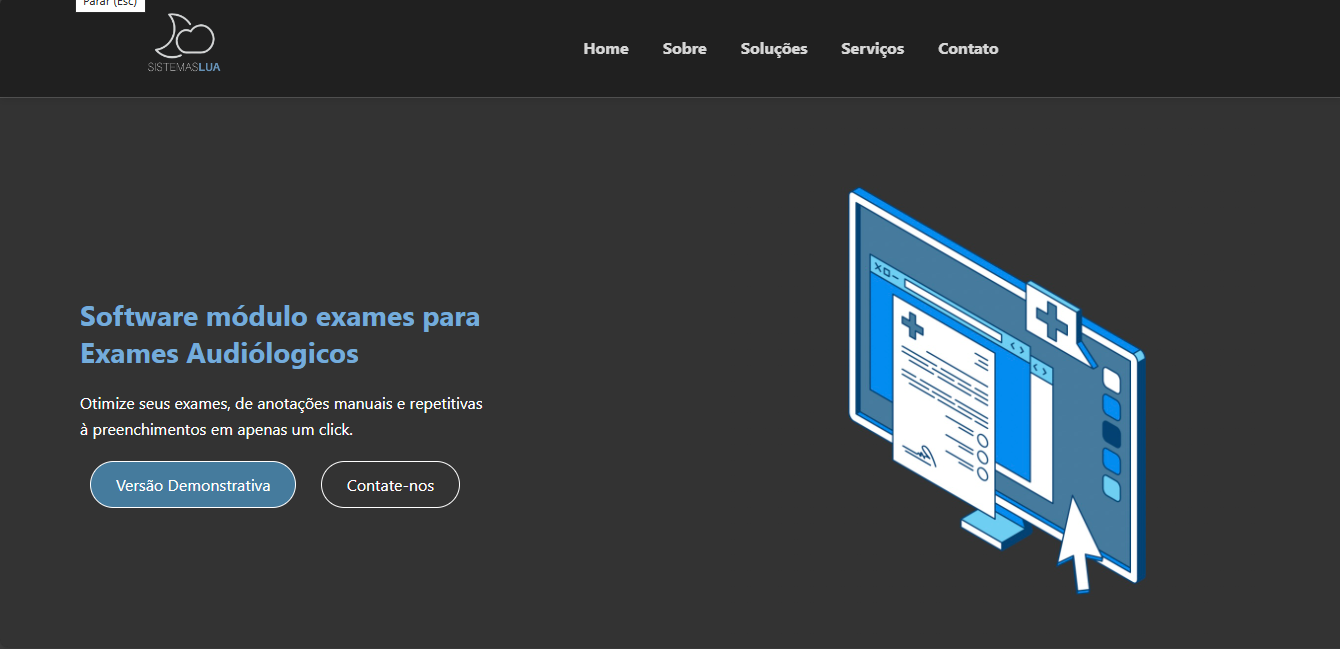 Parar (Esc)
SISTEMASLUA
Home Sobre Soluções Serviços Contato
Software módulo exames para
Exames Audiólogicos
Otimize seus exames, de anotações manuais e repetitivas
à preenchimentos em apenas um click.
Versão Demonstrativa Contate-nos